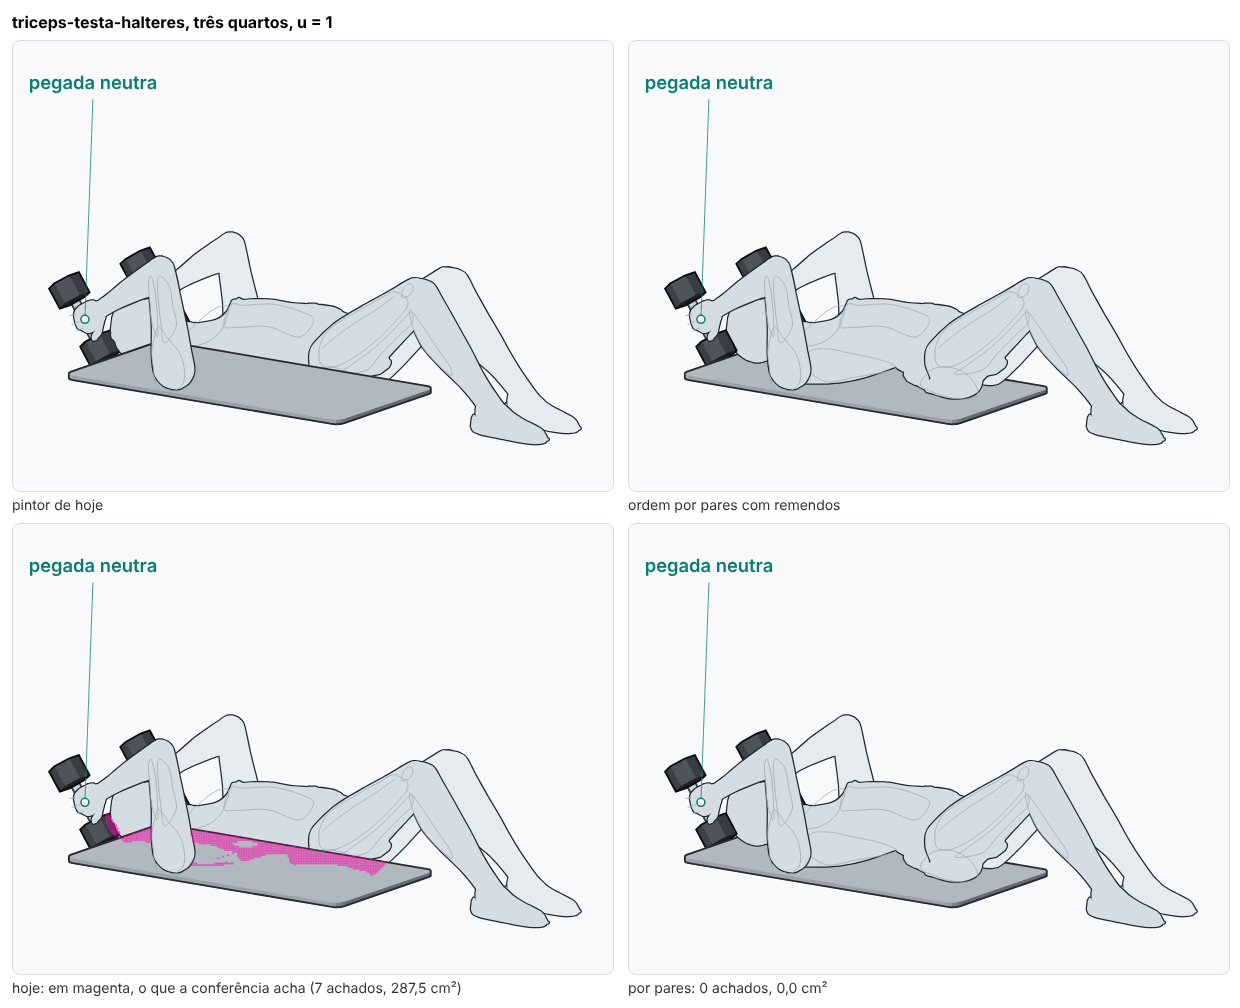 triceps-testa-halteres, três quartos, u = 1
pegada neutra
pegada neutra
pintor de hoje
ordem por pares com remendos
pegada neutra
pegada neutra
hoje: em magenta, o que a conferência acha (7 achados, 287,5 cm²)
por pares: 0 achados, 0,0 cm²